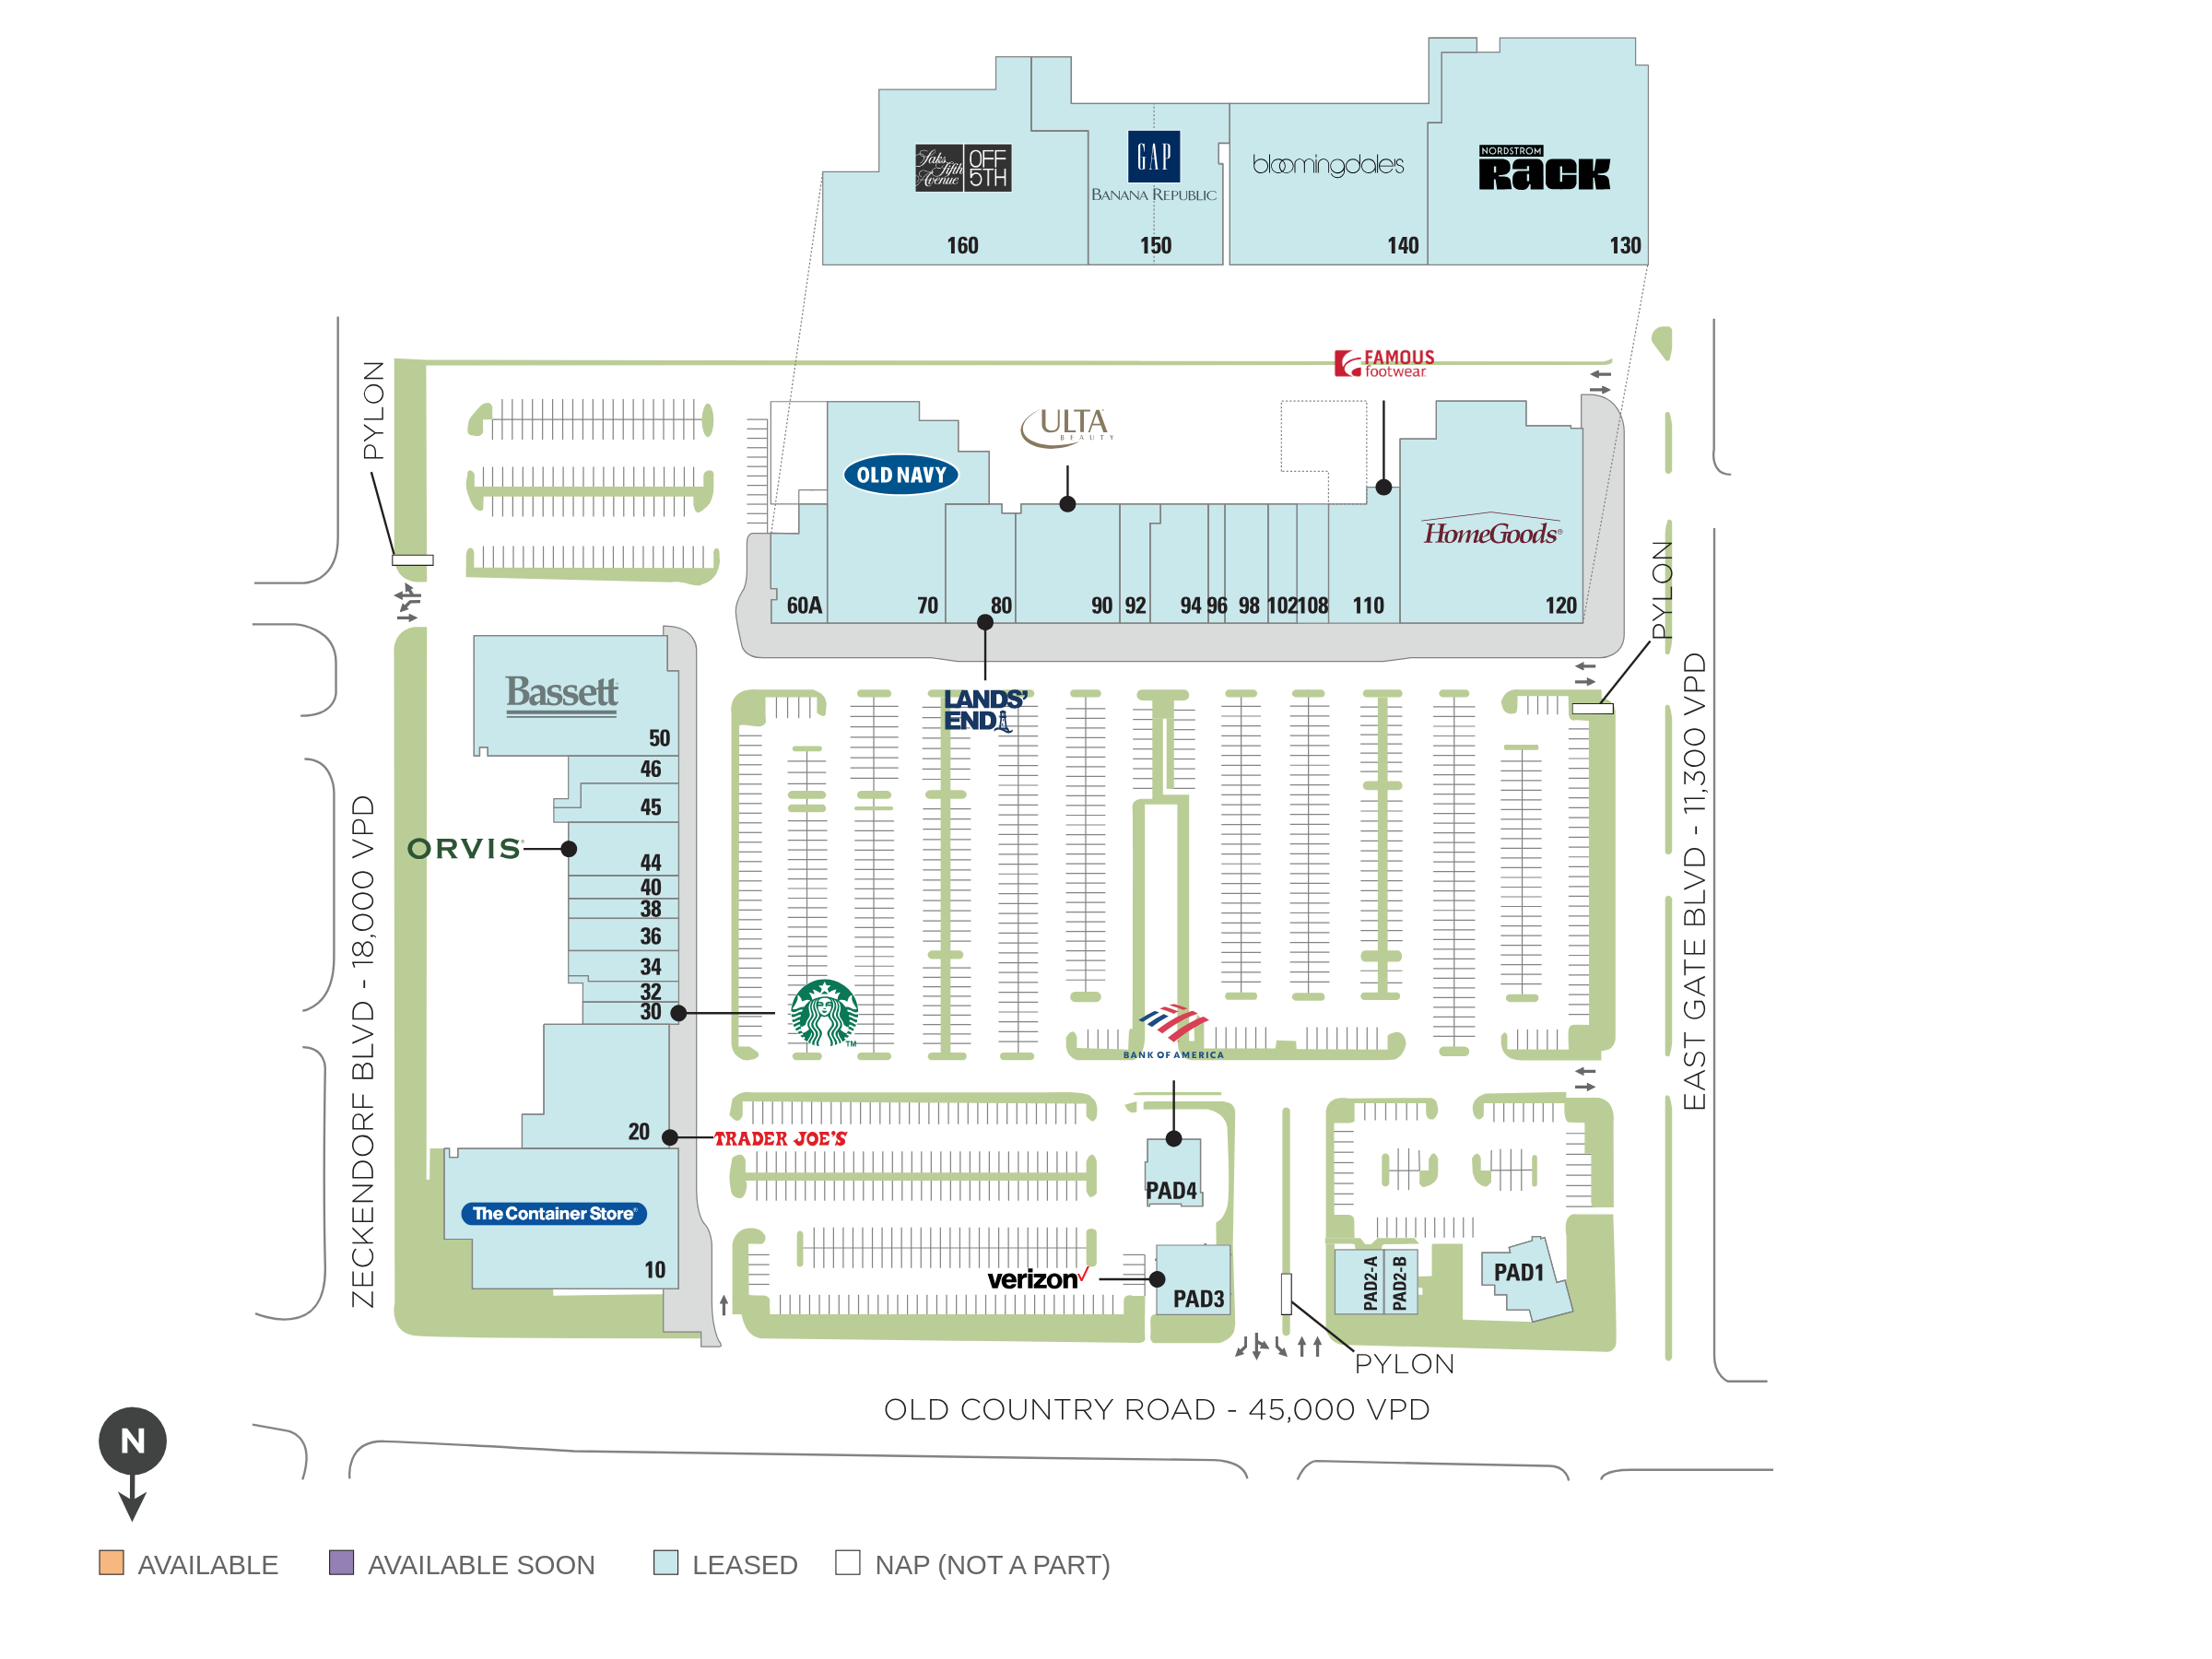 Saks
fifth
Avenue
OFF
5TH
GAP
BANANA REPUBLIC
bloomingdale's
NORDSTROM
RACK
160
150
140
130
FAMOUS
footwear
PYLON
ULTA
BEAUTY
OLD NAVY
HomeGoods®
60A
70
80
90
92
94
96
98
102
108
110
120
PYLON
LANDS'
END
Bassett
50
46
45
ORVIS
44
40
38
36
34
32
30
TM
BANK OF AMERICA
20
TRADER JOE'S
The Container Store®
10
verizon✓
PAD4
PAD3
PAD2-A
PAD2-B
PAD1
PYLON
ZECKENDORF BLVD - 18,000 VPD
EAST GATE BLVD - 11,300 VPD
OLD COUNTRY ROAD - 45,000 VPD
N
AVAILABLE
AVAILABLE SOON
LEASED
NAP (NOT A PART)